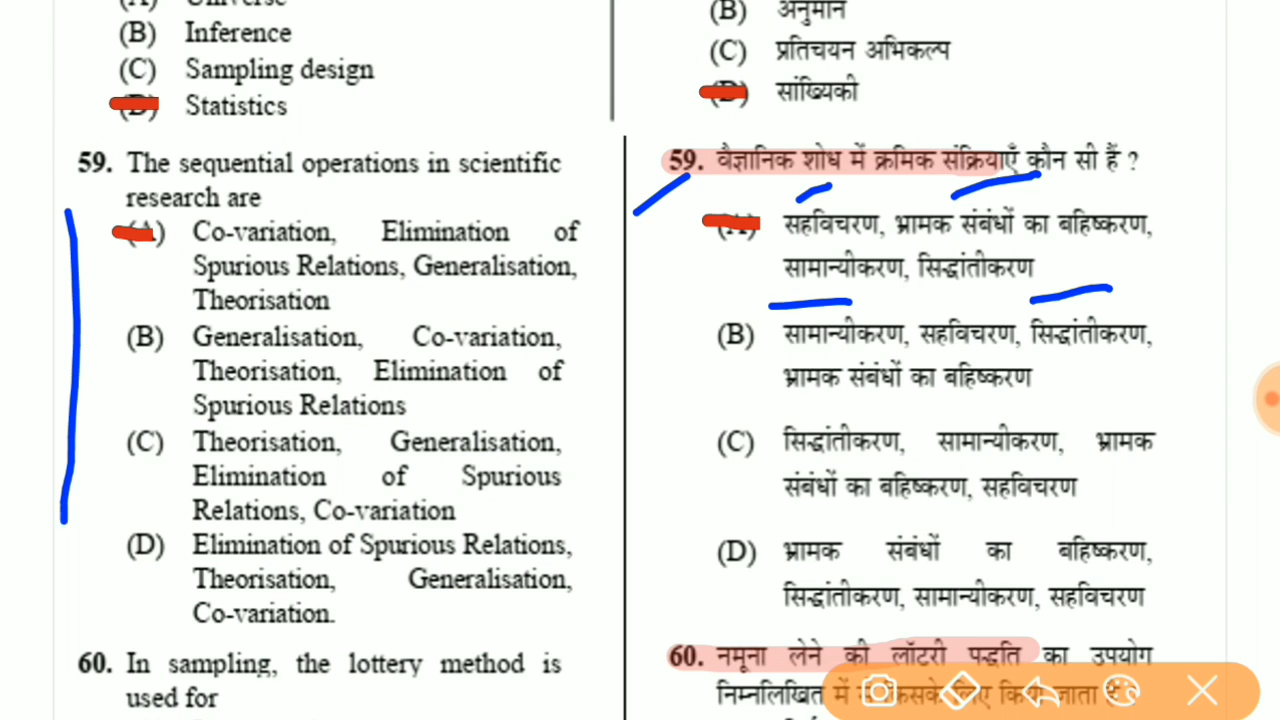 (A) Universe
(B) Inference
(C) Sampling design
(D) Statistics
59. The sequential operations in scientific
research are
(A) Co-variation, Elimination of
Spurious Relations, Generalisation,
Theorisation
(B) Generalisation, Co-variation,
Theorisation, Elimination of
Spurious Relations
(C) Theorisation, Generalisation,
Elimination of Spurious
Relations, Co-variation
(D) Elimination of Spurious Relations,
Theorisation, Generalisation,
Co-variation.
60. In sampling, the lottery method is
used for
(B) अनुमान
(C) प्रतिचयन अभिकल्प
(D) सांख्यिकी
59. वैज्ञानिक शोध में क्रमिक संक्रियाएँ कौन सी हैं ?
(A) सहविचरण, भ्रामक संबंधों का बहिष्करण,
सामान्यीकरण, सिद्धांतीकरण
(B) सामान्यीकरण, सहविचरण, सिद्धांतीकरण,
भ्रामक संबंधों का बहिष्करण
(C) सिद्धांतीकरण, सामान्यीकरण, भ्रामक
संबंधों का बहिष्करण, सहविचरण
(D) भ्रामक संबंधों का बहिष्करण,
सिद्धांतीकरण, सामान्यीकरण, सहविचरण
60. नमूना लेने की लॉटरी पद्धति का उपयोग
निम्नलिखित में से किसके लिए किया जाता है